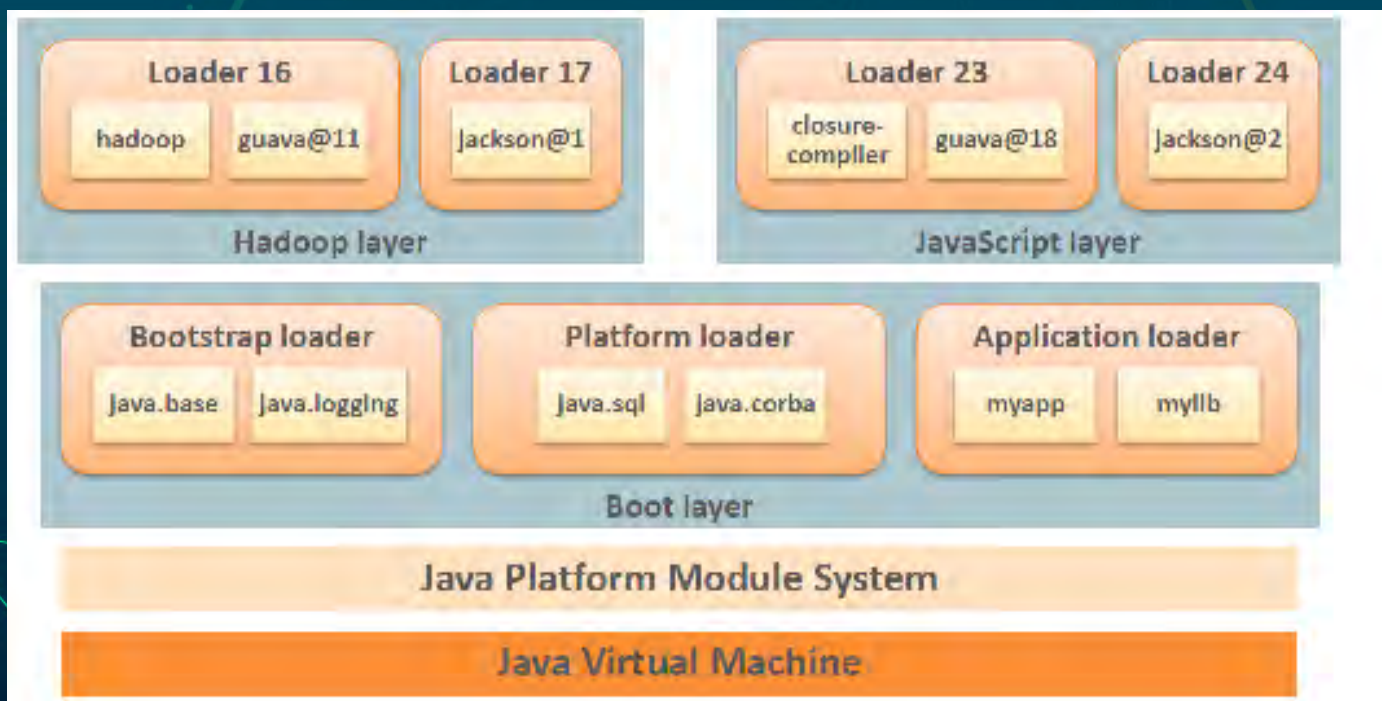 Loader 16
Loader 17
hadoop
guava@11
jackson@1
Hadoop layer
Loader 23
Loader 24
closure-
compiler
guava@18
jackson@2
JavaScript layer
Bootstrap loader
Platform loader
Application loader
java.base
java.logging
java.sql
java.corba
myapp
mylib
Boot layer
Java Platform Module System
Java Virtual Machine